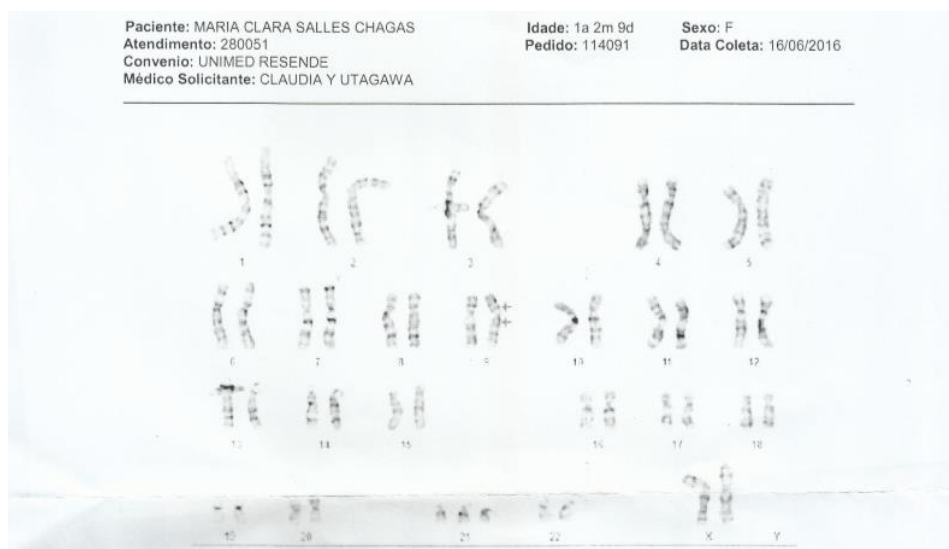 Paciente: MARIA CLARA SALLES CHAGAS Idade: 1a 2m 9d Sexo: F
Atendimento: 280051 Pedido: 114091 Data Coleta: 16/06/2016
Convenio: UNIMED RESENDE
Médico Solicitante: CLAUDIA Y UTAGAWA
1 2 3 4 5
6 7 8 9 10 11 12
13 14 15 16 17 18
19 20 21 22 X Y